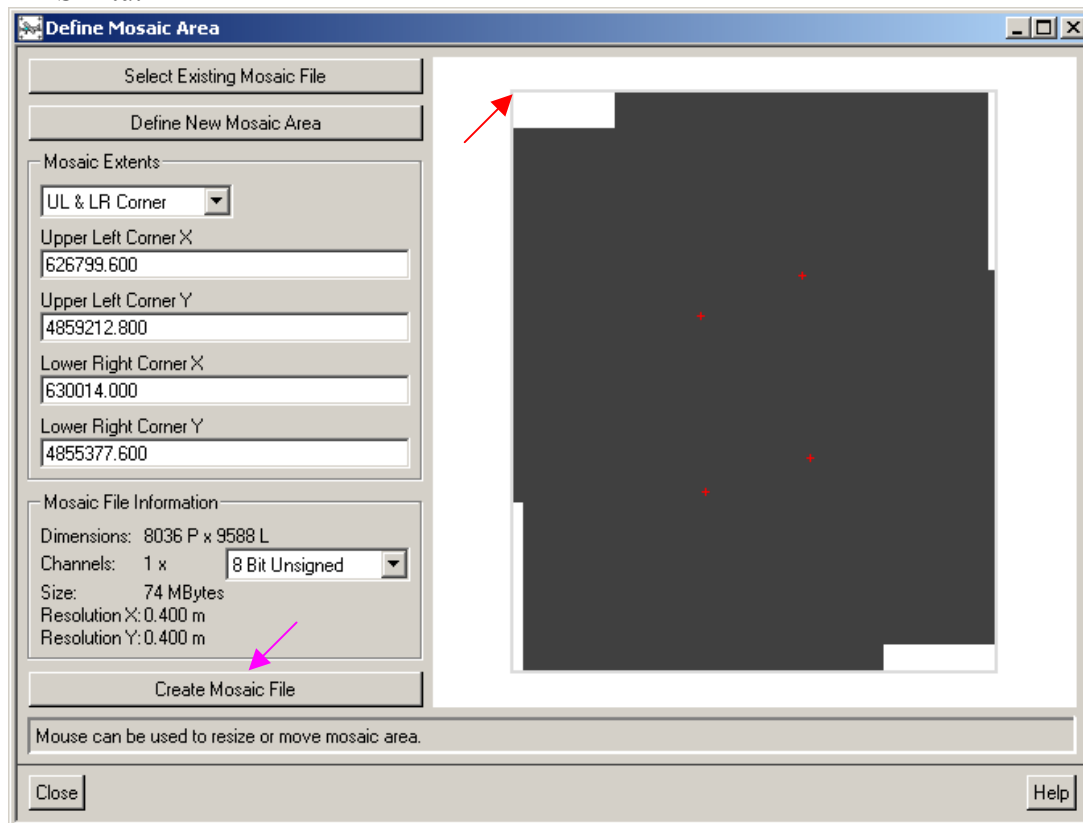 Define Mosaic Area
Select Existing Mosaic File
Define New Mosaic Area
Mosaic Extents
UL & LR Corner
Upper Left Corner X
626799.600
Upper Left Corner Y
4859212.800
Lower Right Corner X
630014.000
Lower Right Corner Y
4855377.600
Mosaic File Information
Dimensions: 8036 P x 9588 L
Channels: 1 x 8 Bit Unsigned
Size: 74 MBytes
Resolution X: 0.400 m
Resolution Y: 0.400 m
Create Mosaic File
Mouse can be used to resize or move mosaic area.
Close Help